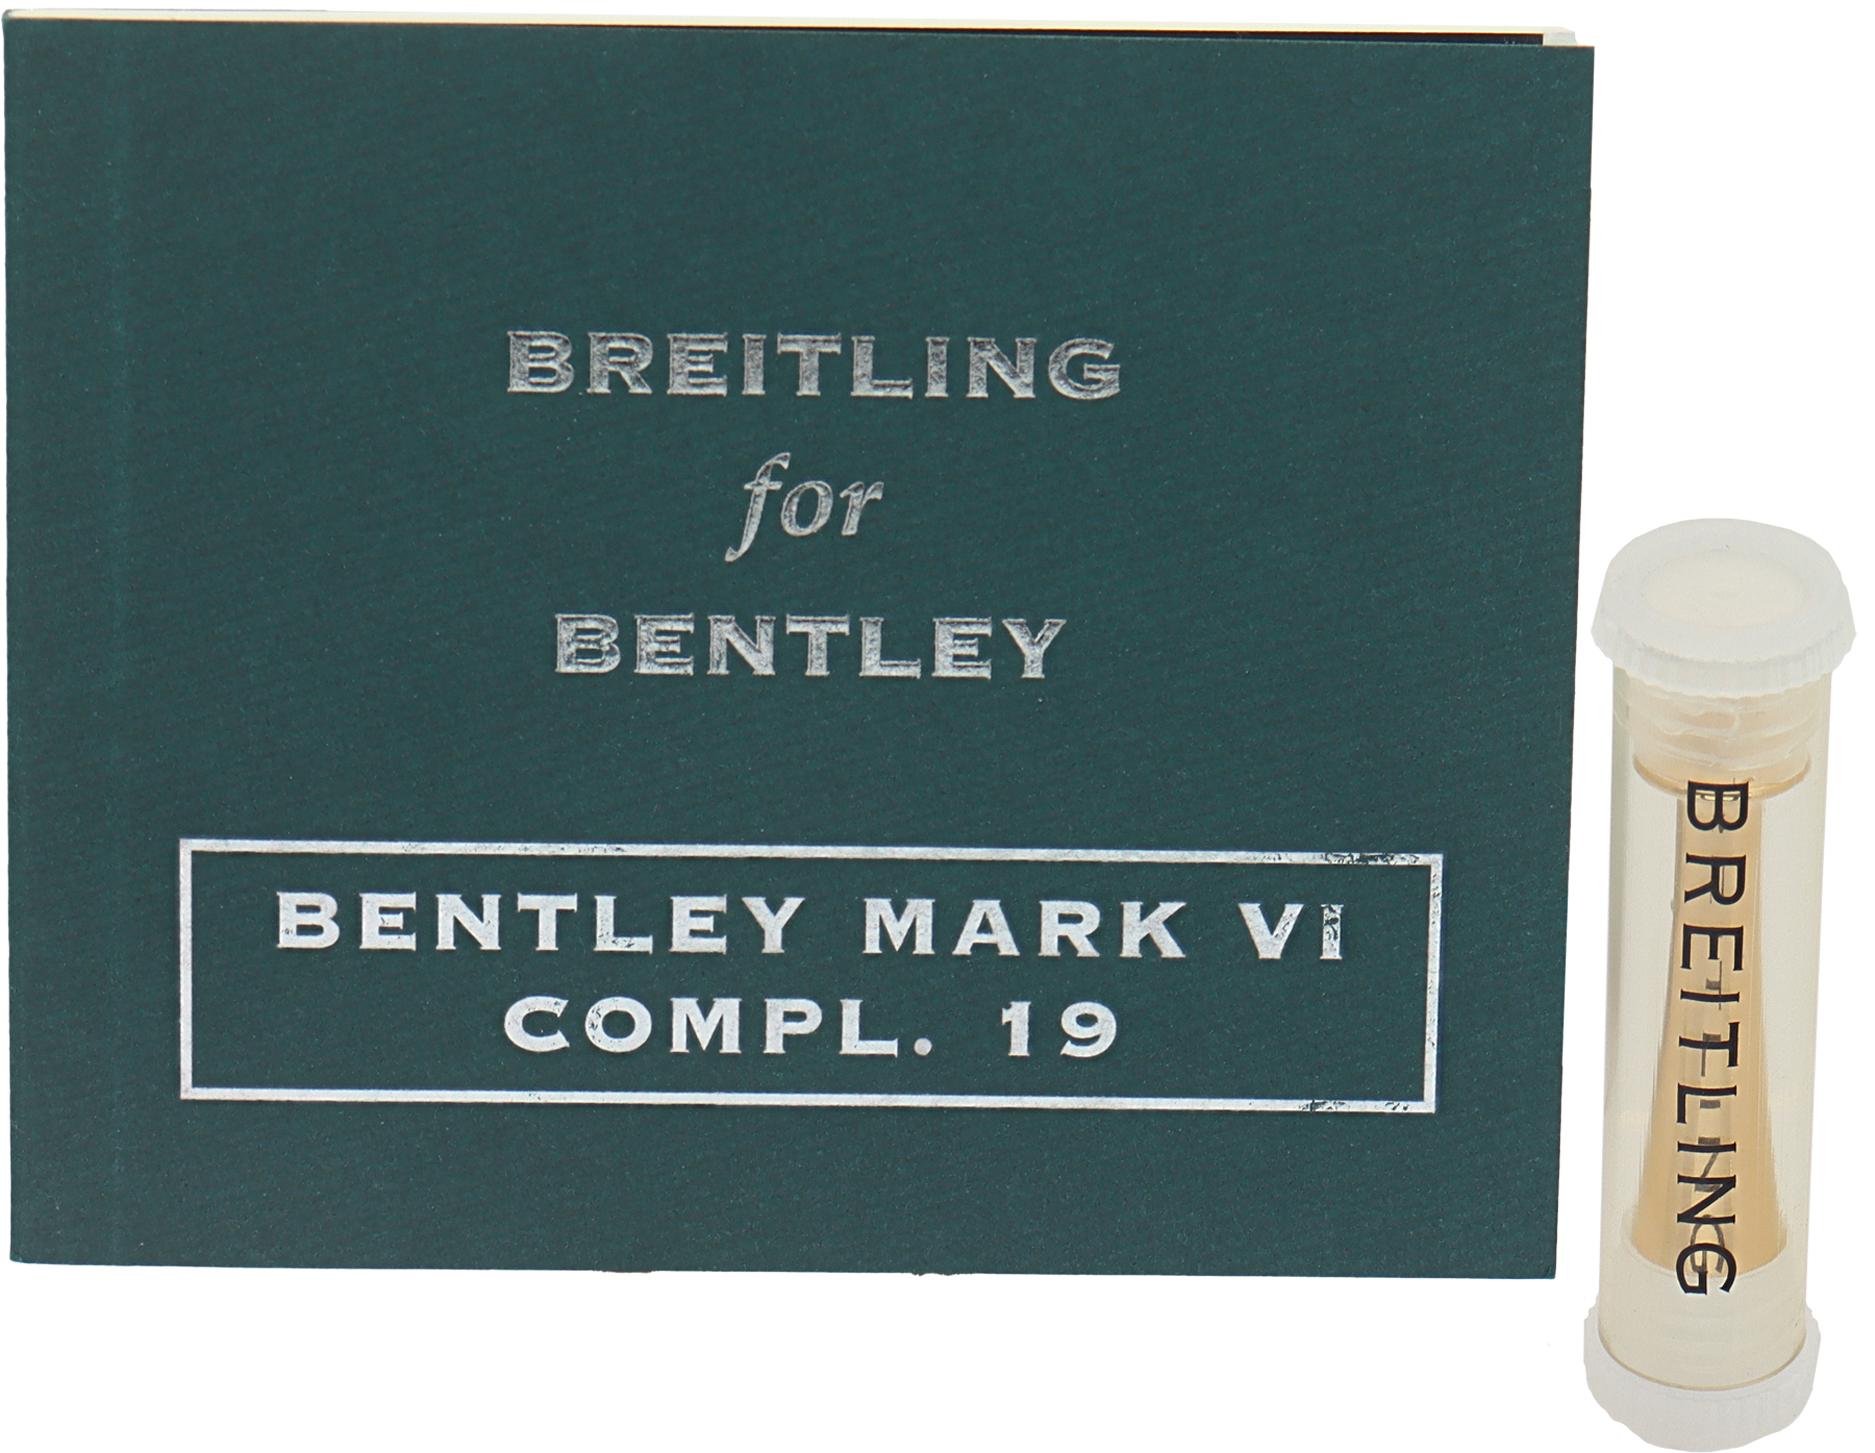 BREITLING
for
BENTLEY
BENTLEY MARK VI
COMPL. 19
BREITLING